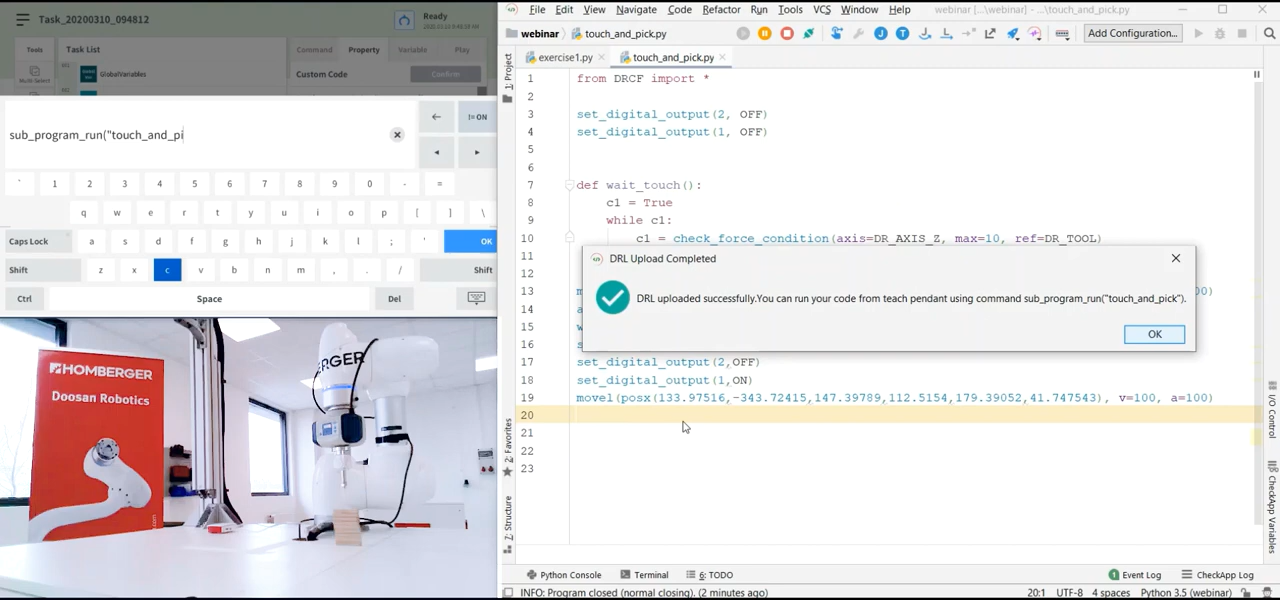 Task_20200310_094812
Ready
Tools
Task List
Command Property Variable Play
Multi-Select
GlobalVariables
Custom Code
Confirm
sub_program_run("touch_and_pi
!= ON
` 1 2 3 4 5 6 7 8 9 0 - =
q w e r t y u i o p [ ] \
Caps Lock a s d f g h j k l ; ' OK
Shift z x c v b n m , . / Shift
Ctrl Space Del
HOMBERGER
Doosan Robotics
ERGER
File Edit View Navigate Code Refactor Run Tools VCS Window Help
webinar [...\webinar] - ...\touch_and_pick.py
webinar touch_and_pick.py
Add Configuration...
exercise1.py touch_and_pick.py
1: Project
1 from DRCF import *
2
3 set_digital_output(2, OFF)
4 set_digital_output(1, OFF)
5
6
7 def wait_touch():
8 c1 = True
9 while c1:
10 c1 = check_force_condition(axis=DR_AXIS_Z, max=10, ref=DR_TOOL)
11
12
13
14
15
16
17 set_digital_output(2,OFF)
18 set_digital_output(1,ON)
19 movel(posx(133.97516,-343.72415,147.39789,112.5154,179.39052,41.747543), v=100, a=100)
20
21
22
23
DRL Upload Completed
DRL uploaded successfully.You can run your code from teach pendant using command sub_program_run("touch_and_pick").
OK
2: Favorites
7: Structure
I/O Control
CheckApp Variables
Python Console Terminal 6: TODO
Event Log CheckApp Log
INFO: Program closed (normal closing). (2 minutes ago)
20:1 UTF-8 4 spaces Python 3.5 (webinar)